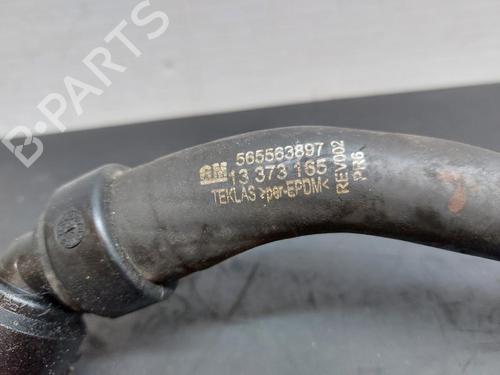 B-PARTS
GM 565563897
13 373 165
TEKLAS >per-EPDM<
REV002
PR6